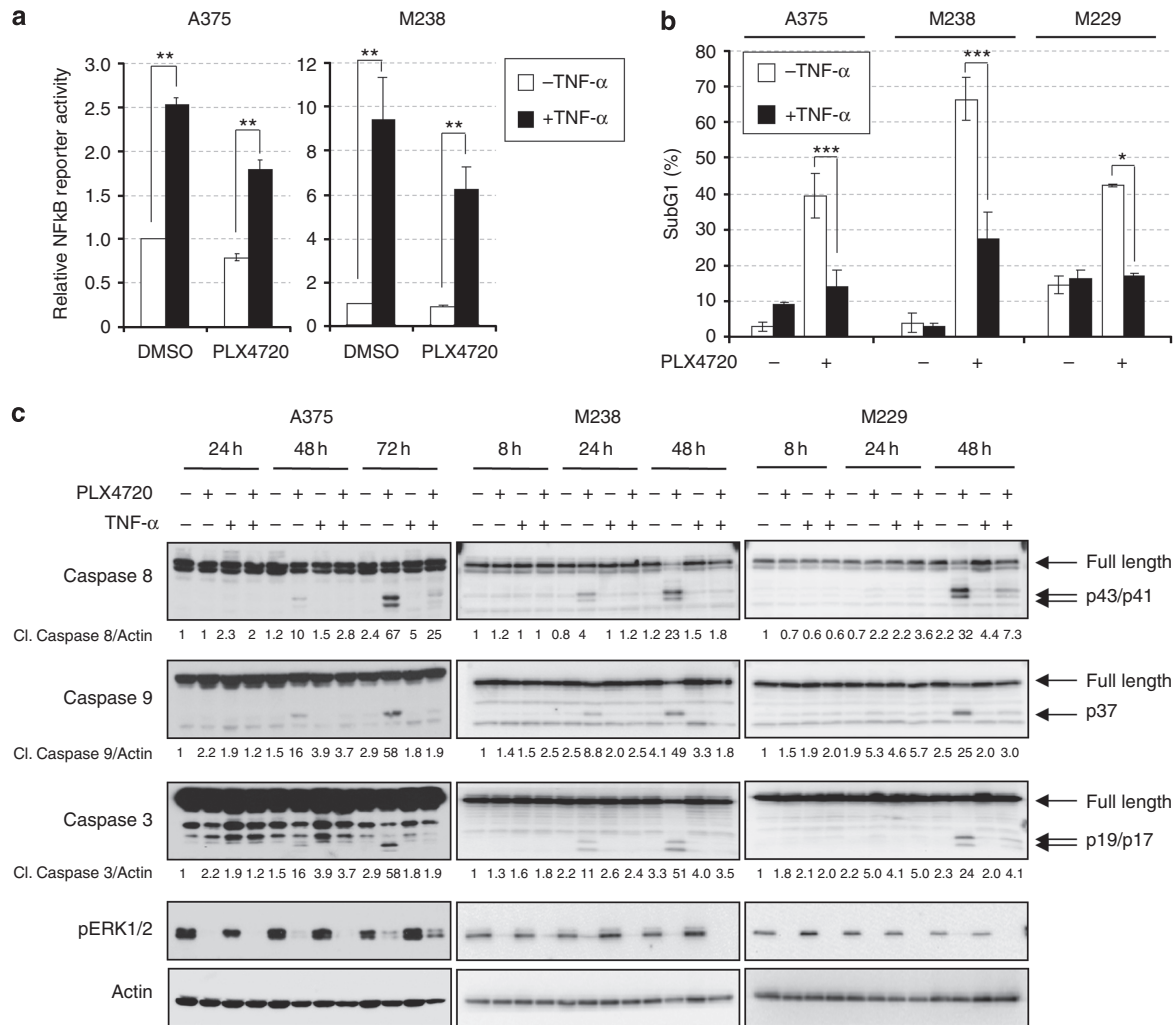 a
A375
M238
Relative NFkB reporter activity
3.0
2.5
2.0
1.5
1.0
0.5
0
**
**
DMSO
PLX4720
12
10
8
6
4
2
0
**
**
DMSO
PLX4720
–TNF-α
+TNF-α
b
A375
M238
M229
SubG1 (%)
80
70
60
50
40
30
20
10
0
–TNF-α
+TNF-α
***
***
*
PLX4720 – + – + – +
c
A375 M238 M229
24 h 48 h 72 h 8 h 24 h 48 h 8 h 24 h 48 h
PLX4720 – + – + – + – + – + – + – + – + – + – + – + – + – + – + – + – + – + – +
TNF-α – – + + – – + + – – + + – – + + – – + + – – + + – – + + – – + + – – + +
Caspase 8
Full length
p43/p41
Cl. Caspase 8/Actin 1 1 2.3 2 1.2 10 1.5 2.8 2.4 67 5 25 1 1.2 1 1 0.8 4 1 1.2 1.2 23 1.5 1.8 1 0.7 0.6 0.6 0.7 2.2 2.2 3.6 2.2 32 4.4 7.3
Caspase 9
Full length
p37
Cl. Caspase 9/Actin 1 2.2 1.9 1.2 1.5 16 3.9 3.7 2.9 58 1.8 1.9 1 1.4 1.5 2.5 2.5 8.8 2.0 2.5 4.1 49 3.3 1.8 1 1.5 1.9 2.0 1.9 5.3 4.6 5.7 2.5 25 2.0 3.0
Caspase 3
Full length
p19/p17
Cl. Caspase 3/Actin 1 2.2 1.9 1.2 1.5 16 3.9 3.7 2.9 58 1.8 1.9 1 1.3 1.6 1.8 2.2 11 2.6 2.4 3.3 51 4.0 3.5 1 1.8 2.1 2.0 2.2 5.0 4.1 5.0 2.3 24 2.0 4.1
pERK1/2
Actin